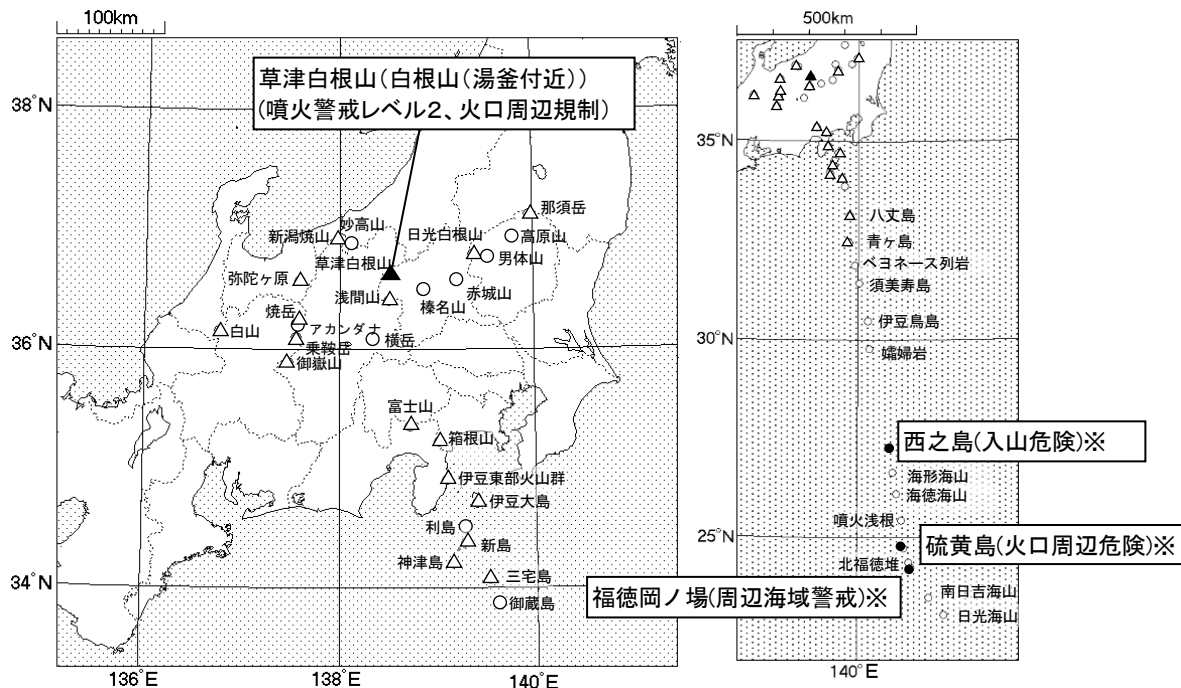 100km
500km
草津白根山(白根山(湯釜付近))
(噴火警戒レベル2、火口周辺規制)
38°N
那須岳
妙高山
新潟焼山
日光白根山
高原山
男体山
草津白根山
37°N
弥陀ヶ原
浅間山
赤城山
榛名山
焼岳
白山
アカンダナ
横岳
乗鞍岳
36°N
御嶽山
富士山
箱根山
35°N
伊豆東部火山群
伊豆大島
利島
新島
神津島
34°N
三宅島
御蔵島
136°E
138°E
140°E
35°N
八丈島
青ヶ島
ベヨネース列岩
須美寿島
伊豆鳥島
30°N
孀婦岩
西之島(入山危険)※
海形海山
海徳海山
噴火浅根
25°N
硫黄島(火口周辺危険)※
北福徳堆
福徳岡ノ場(周辺海域警戒)※
南日吉海山
日光海山
140°E